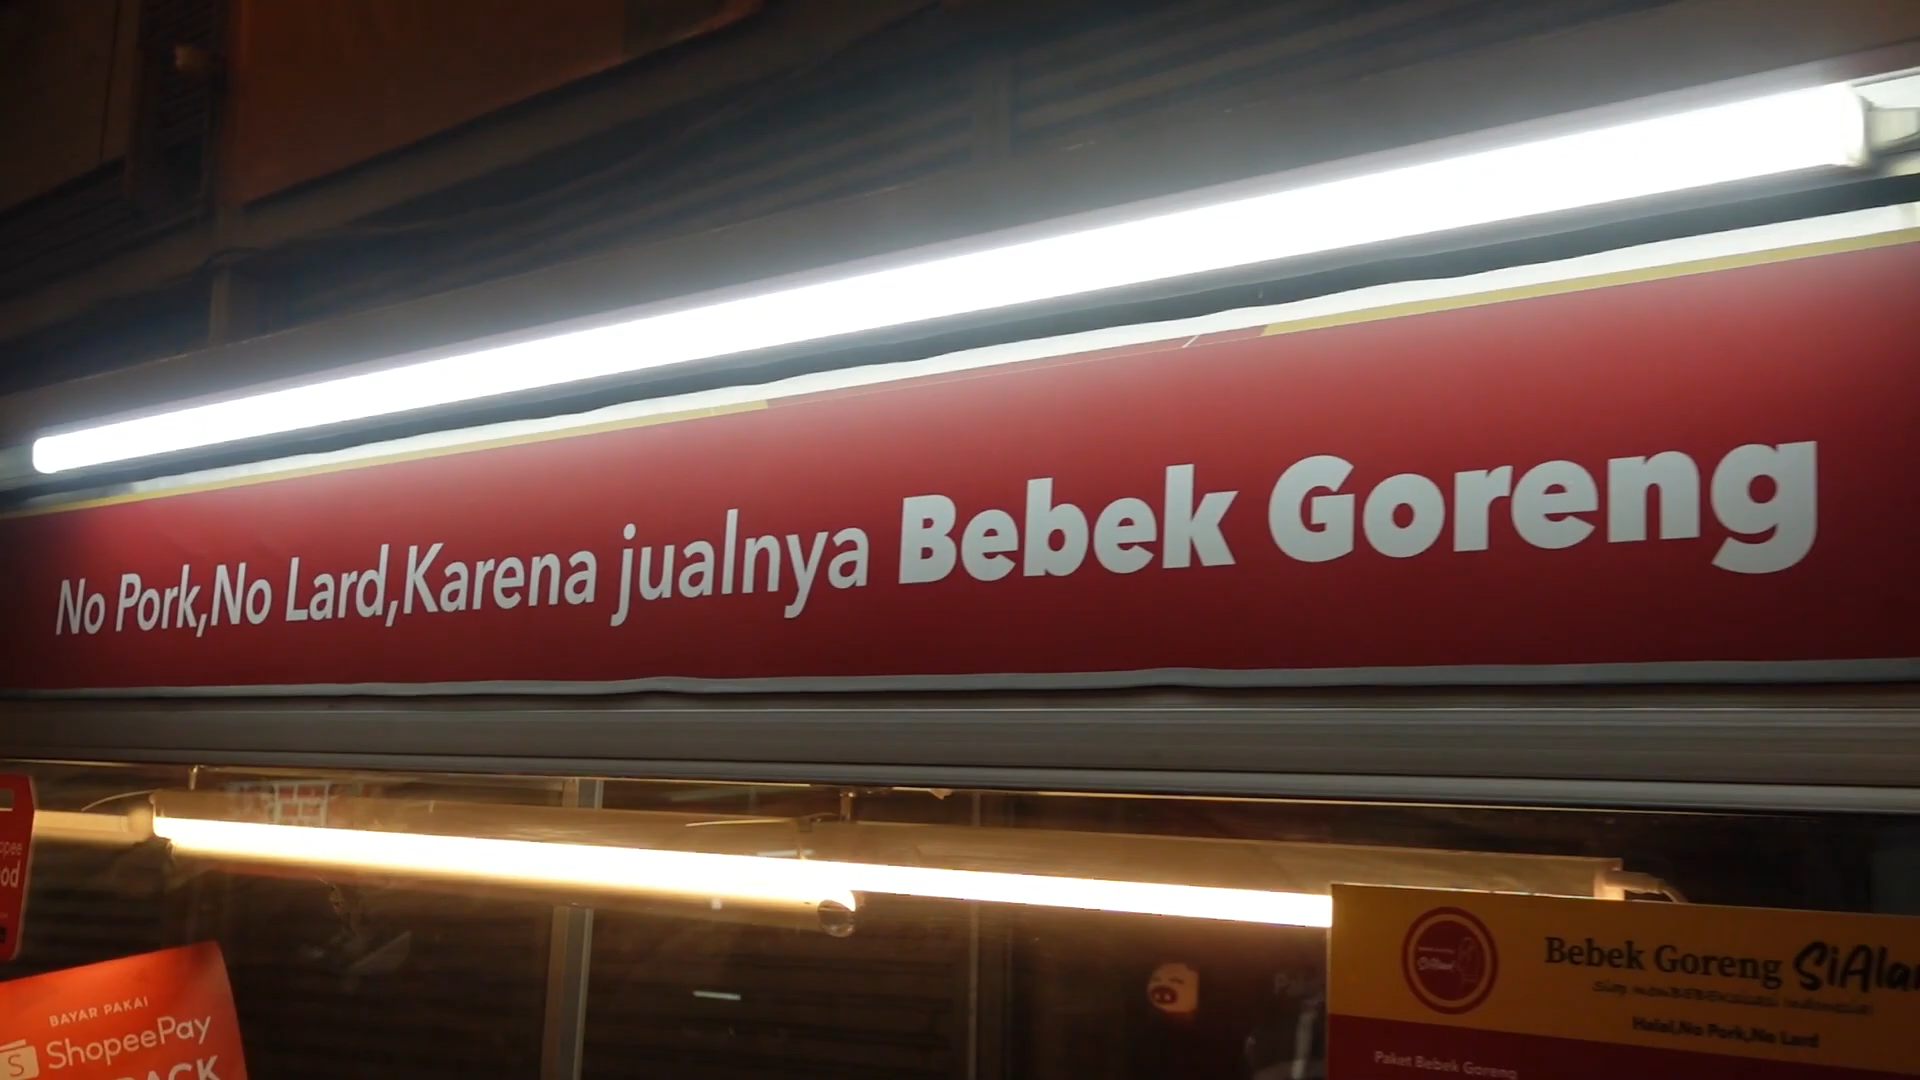 No Pork,No Lard,Karena jualnya Bebek Goreng
BAYAR PAKAI
ShopeePay
Bebek Goreng
Halal,No Pork,No Lard
Paket Bebek Goreng